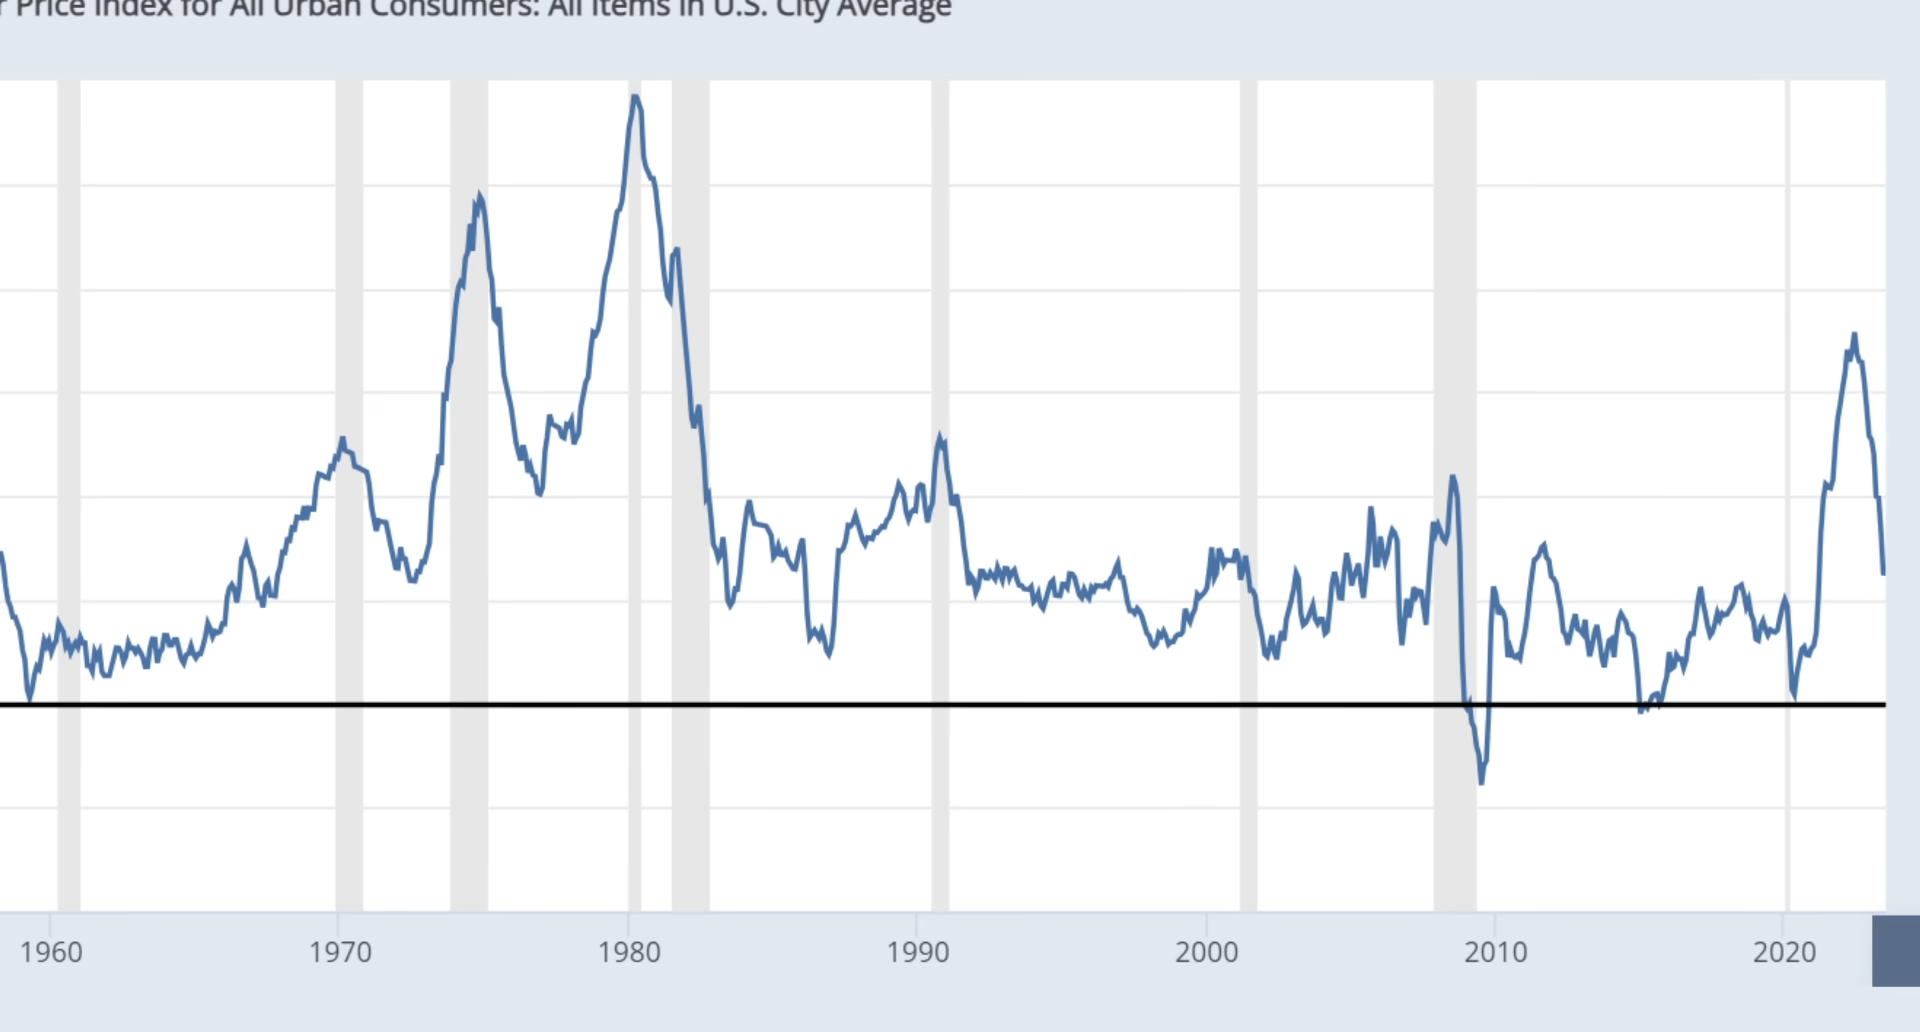 Price Index for All Urban Consumers: All Items in U.S. City Average
1960 1970 1980 1990 2000 2010 2020